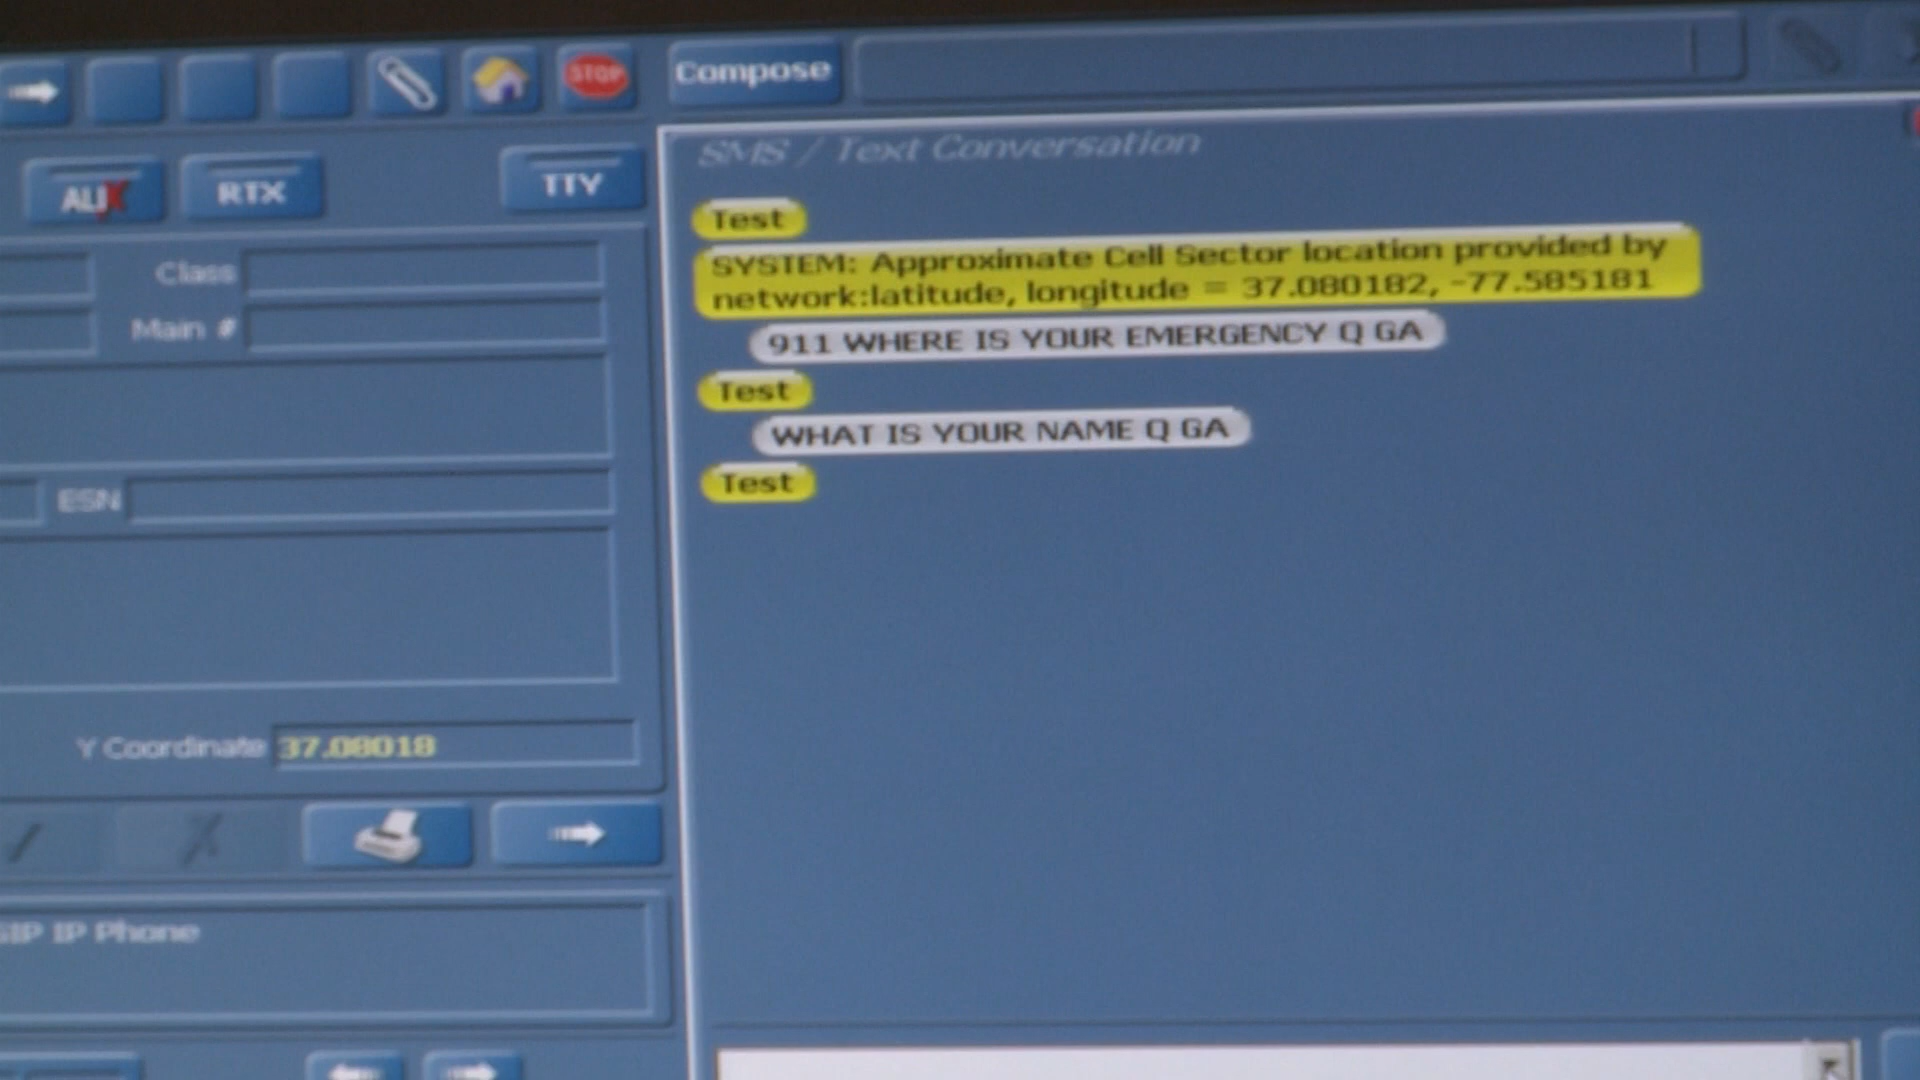 STOP
Compose
ALI RTX TTY
SMS / Text Conversation
Test
SYSTEM: Approximate Cell Sector location provided by
network:latitude, longitude = 37.080182, -77.585181
911 WHERE IS YOUR EMERGENCY Q GA
Test
WHAT IS YOUR NAME Q GA
Test
Class
Main #
ESN
Y Coordinate 37.08018
SIP IP Phone